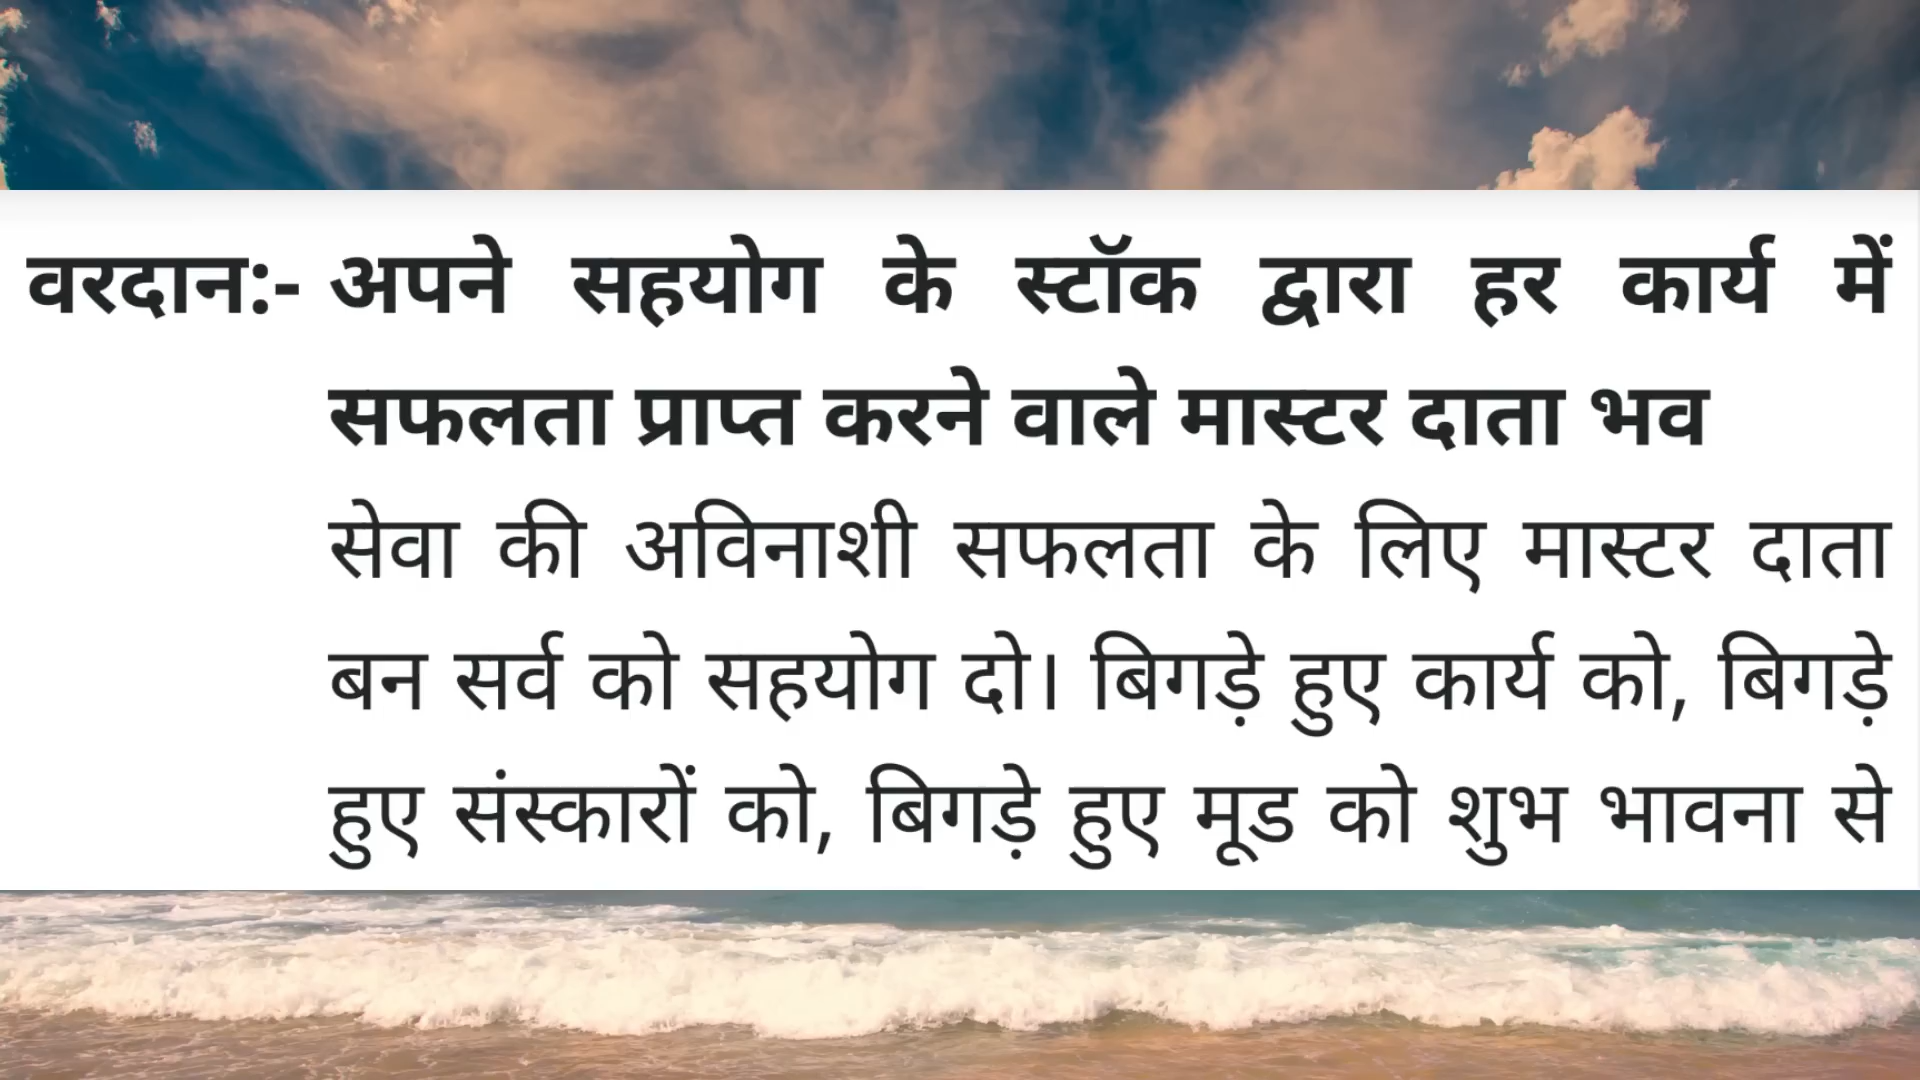 वरदान:- अपने सहयोग के स्टॉक द्वारा हर कार्य में
सफलता प्राप्त करने वाले मास्टर दाता भव
सेवा की अविनाशी सफलता के लिए मास्टर दाता
बन सर्व को सहयोग दो। बिगड़े हुए कार्य को, बिगड़े
हुए संस्कारों को, बिगड़े हुए मूड को शुभ भावना से